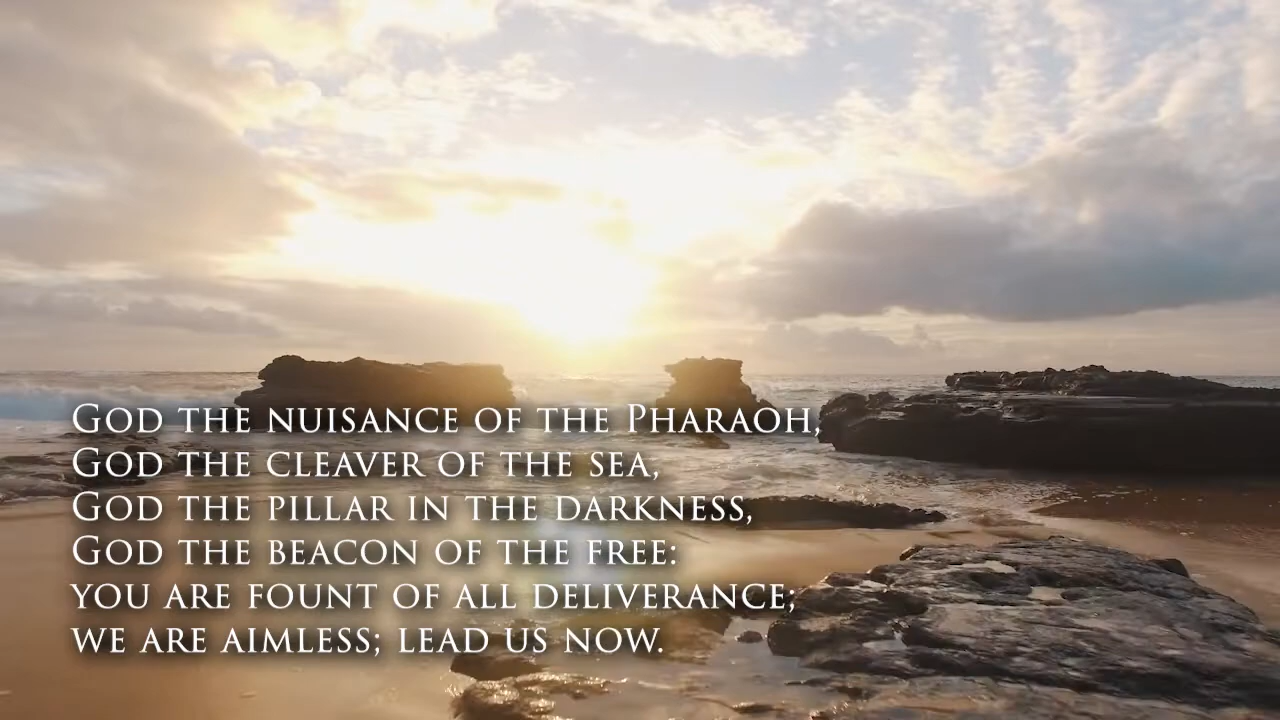 God the nuisance of the Pharaoh,
God the cleaver of the sea,
God the pillar in the darkness,
God the beacon of the free:
you are fount of all deliverance;
we are aimless; lead us now.